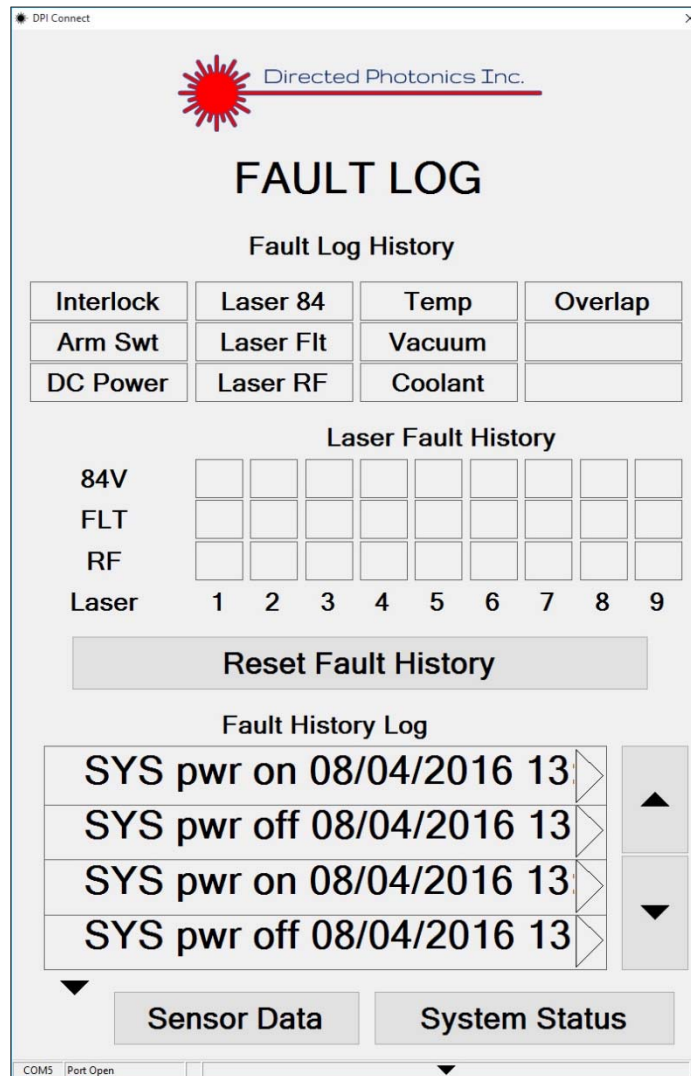 DPI Connect
Directed Photonics Inc.
FAULT LOG
Fault Log History
Interlock Laser 84 Temp Overlap
Arm Swt Laser Flt Vacuum
DC Power Laser RF Coolant
Laser Fault History
84V
FLT
RF
Laser 1 2 3 4 5 6 7 8 9
Reset Fault History
Fault History Log
SYS pwr on 08/04/2016 13:
SYS pwr off 08/04/2016 13
SYS pwr on 08/04/2016 13:
SYS pwr off 08/04/2016 13
Sensor Data System Status
COM5 Port Open